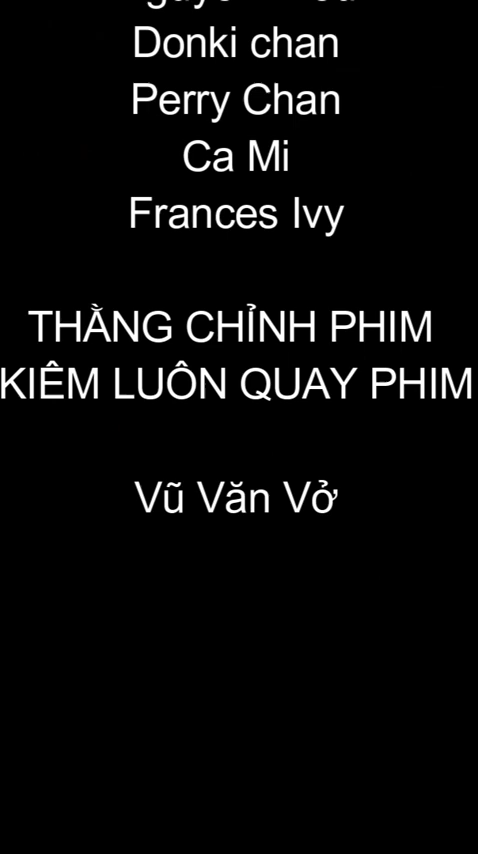 Donki chan
Perry Chan
Ca Mi
Frances Ivy
THẰNG CHỈNH PHIM
KIÊM LUÔN QUAY PHIM
Vũ Văn Vở